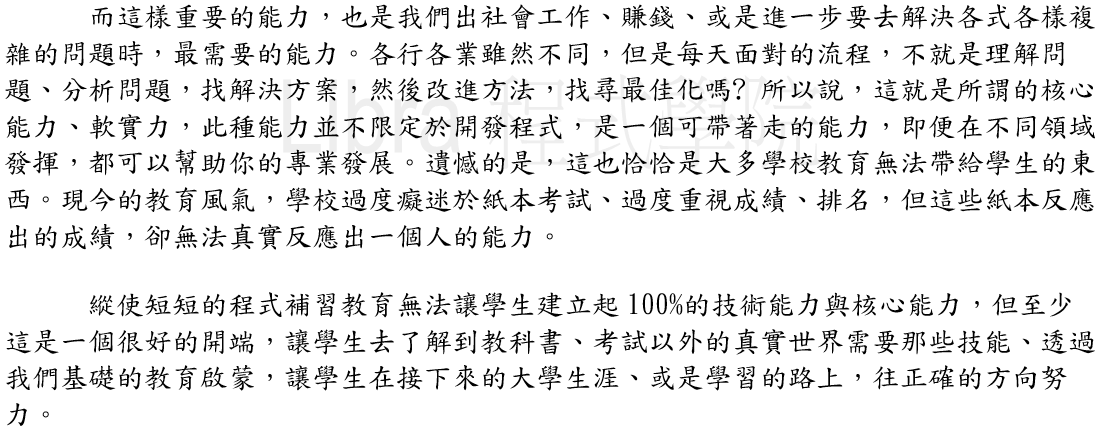 而這樣重要的能力，也是我們出社會工作、賺錢、或是進一步要去解決各式各樣複
雜的問題時，最需要的能力。各行各業雖然不同，但是每天面對的流程，不就是理解問
題、分析問題，找解決方案，然後改進方法，找尋最佳化嗎？所以說，這就是所謂的核心
能力、軟實力，此種能力並不限定於開發程式，是一個可帶著走的能力，即便在不同領域
發揮，都可以幫助你的專業發展。遺憾的是，這也恰恰是大多學校教育無法帶給學生的東
西。現今的教育風氣，學校過度癡迷於紙本考試、過度重視成績、排名，但這些紙本反應
出的成績，卻無法真實反應出一個人的能力。
縱使短短的程式補習教育無法讓學生建立起 100%的技術能力與核心能力，但至少
這是一個很好的開端，讓學生去了解到教科書、考試以外的真實世界需要那些技能、透過
我們基礎的教育啟蒙，讓學生在接下來的大學生涯、或是學習的路上，往正確的方向努
力。
Libra 程式學院